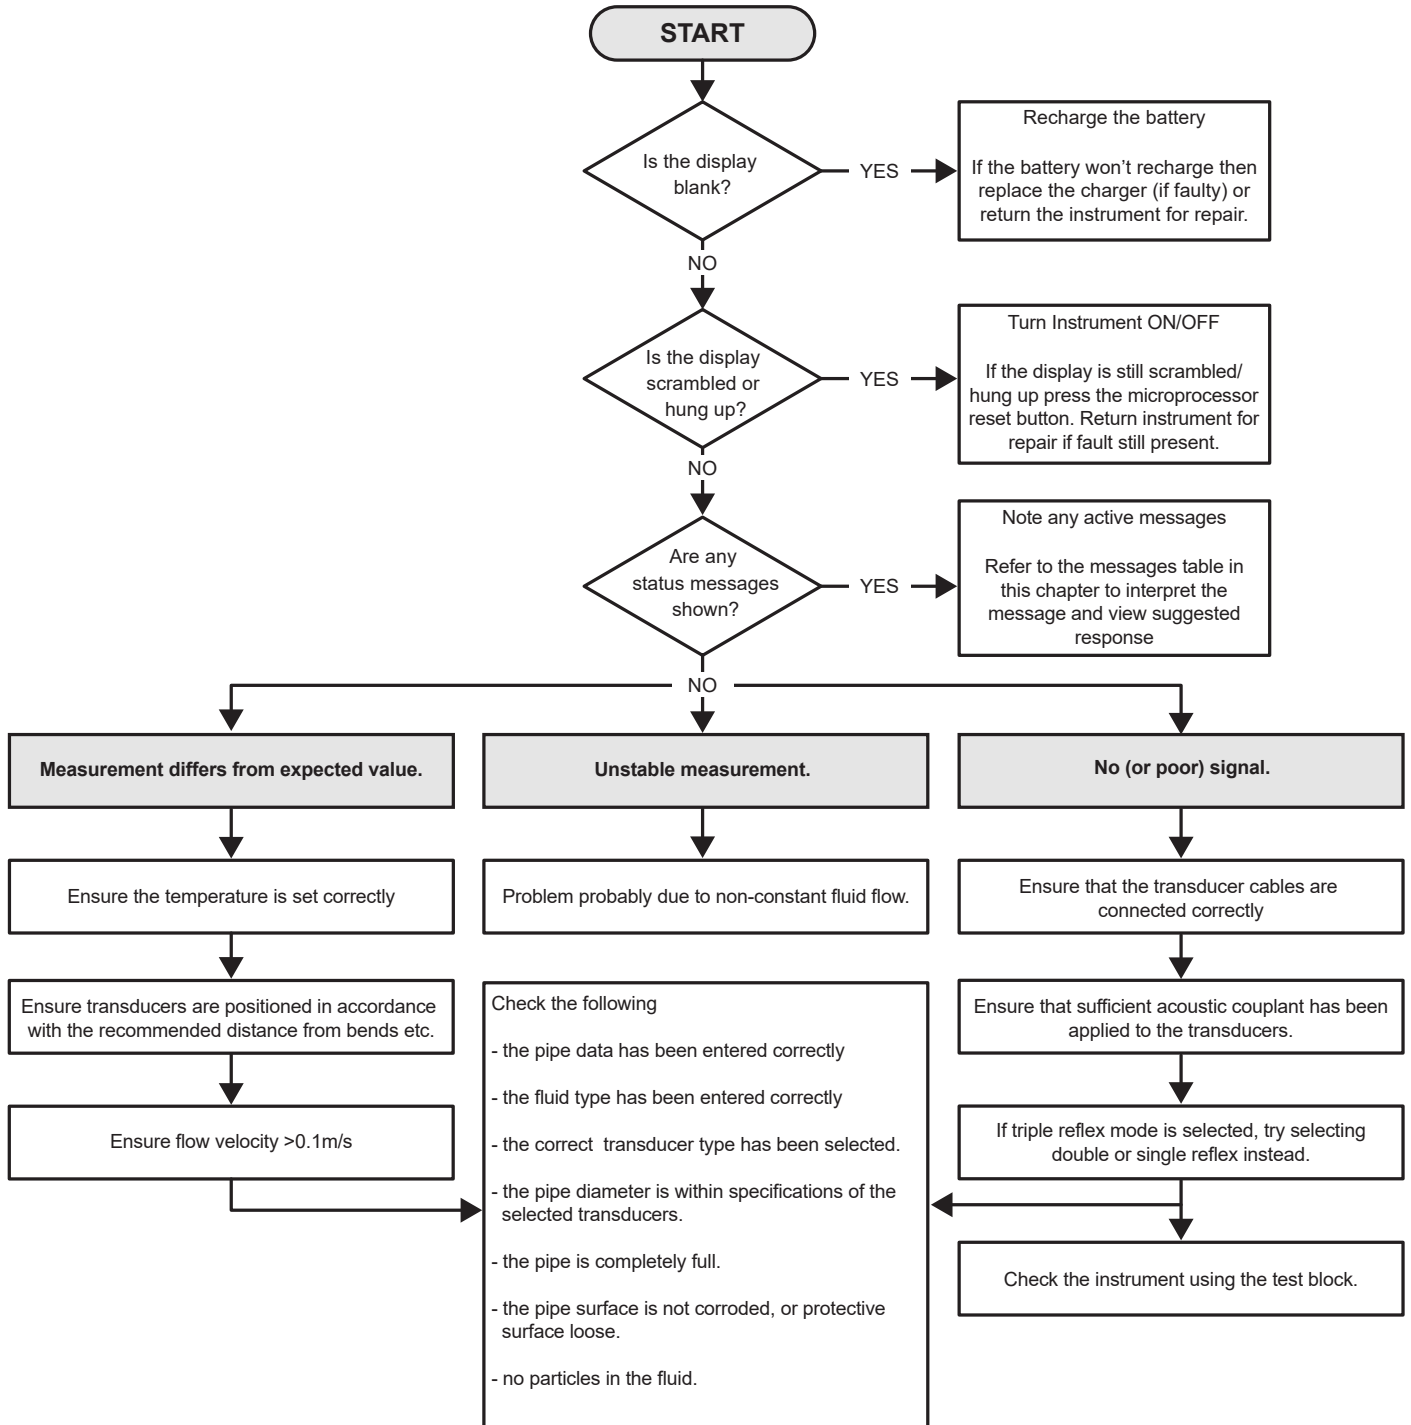 START
Is the display
blank?
YES
Recharge the battery
If the battery won’t recharge then
replace the charger (if faulty) or
return the instrument for repair.
NO
Is the display
scrambled or
hung up?
YES
Turn Instrument ON/OFF
If the display is still scrambled/
hung up press the microprocessor
reset button. Return instrument for
repair if fault still present.
NO
Are any
status messages
shown?
YES
Note any active messages
Refer to the messages table in
this chapter to interpret the
message and view suggested
response
NO
Measurement differs from expected value.
Ensure the temperature is set correctly
Ensure transducers are positioned in accordance
with the recommended distance from bends etc.
Ensure flow velocity >0.1m/s
Unstable measurement.
Problem probably due to non-constant fluid flow.
Check the following
- the pipe data has been entered correctly
- the fluid type has been entered correctly
- the correct transducer type has been selected.
- the pipe diameter is within specifications of the
selected transducers.
- the pipe is completely full.
- the pipe surface is not corroded, or protective
surface loose.
- no particles in the fluid.
No (or poor) signal.
Ensure that the transducer cables are
connected correctly
Ensure that sufficient acoustic couplant has been
applied to the transducers.
If triple reflex mode is selected, try selecting
double or single reflex instead.
Check the instrument using the test block.